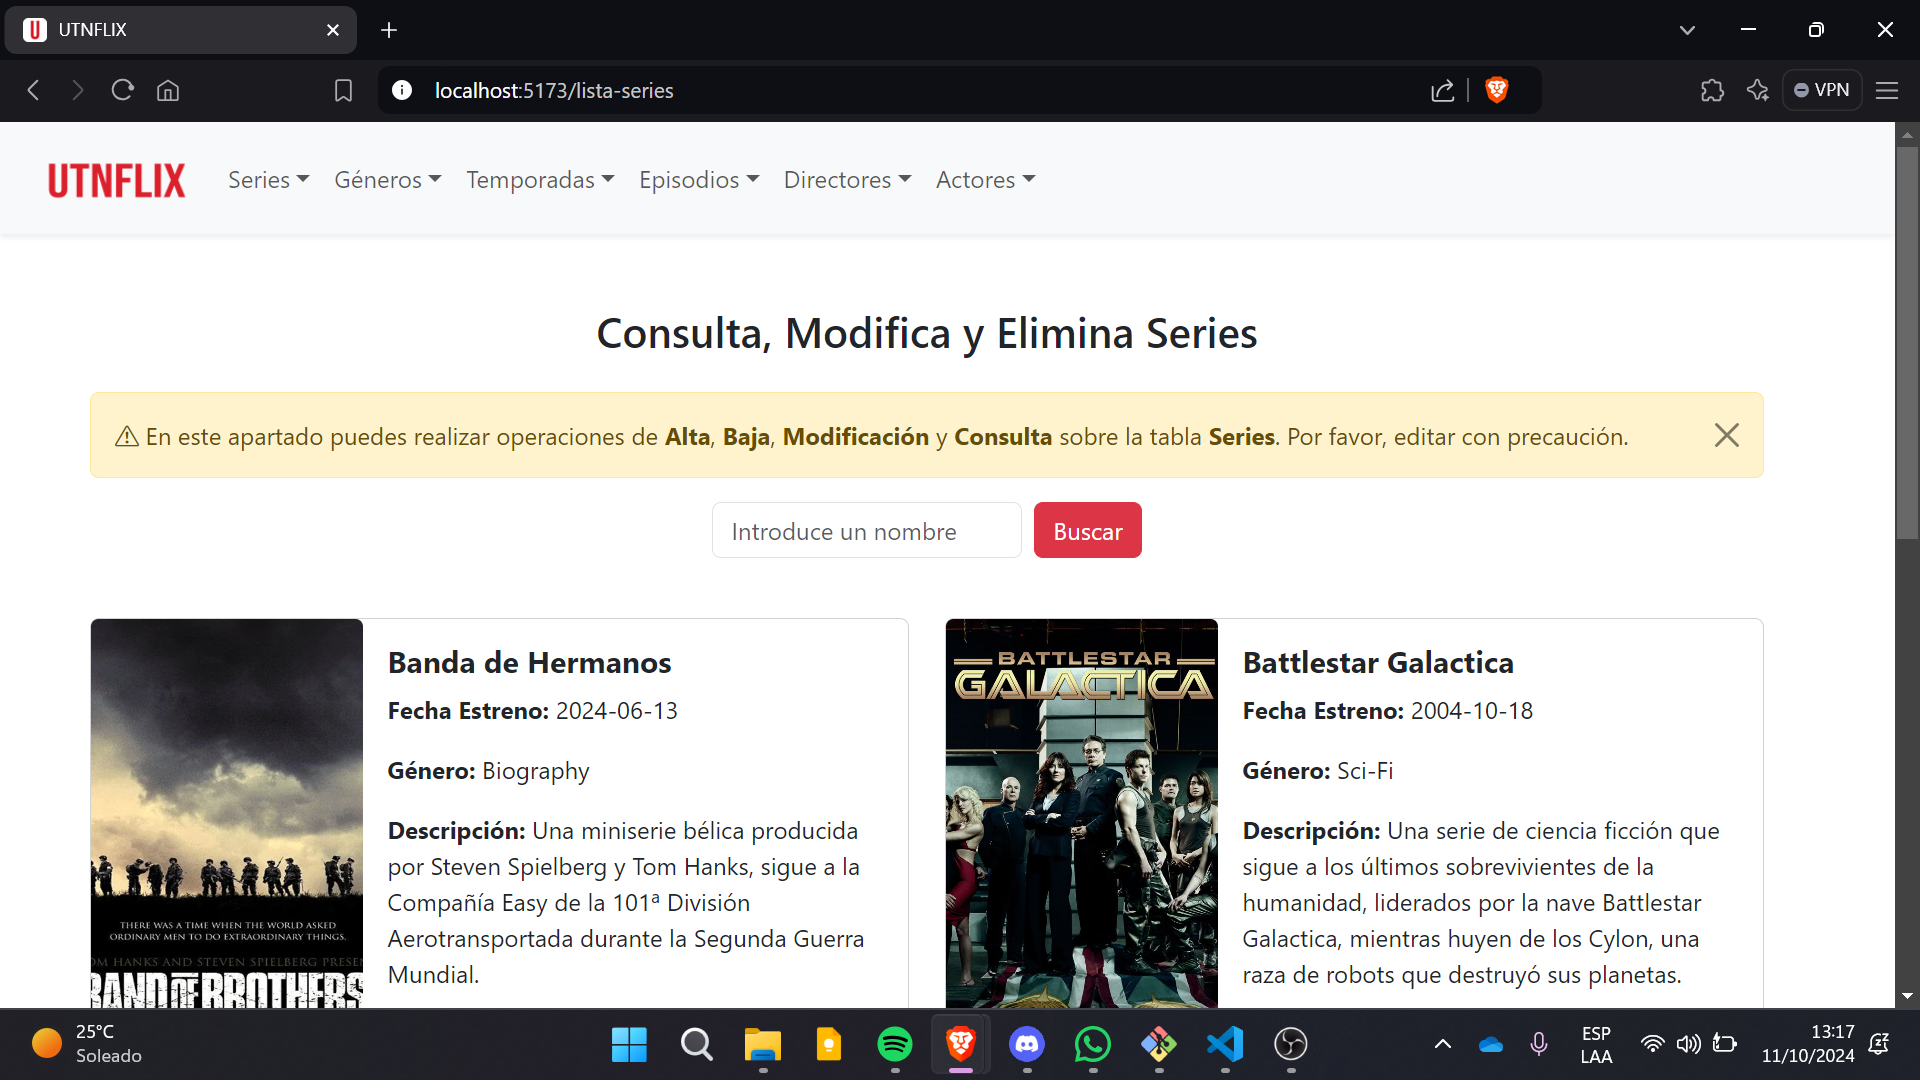 UTNFLIX
localhost:5173/lista-series
VPN
UTNFLIX
Series
Géneros
Temporadas
Episodios
Directores
Actores
Consulta, Modifica y Elimina Series
En este apartado puedes realizar operaciones de Alta, Baja, Modificación y Consulta sobre la tabla Series. Por favor, editar con precaución.
Introduce un nombre
Buscar
THERE WAS A TIME WHEN THE WORLD ASKED
ORDINARY MEN TO DO EXTRAORDINARY THINGS.
OM HANKS AND STEVEN SPIELBERG PRESEN
BAND OF BROTHERS
Banda de Hermanos
Fecha Estreno: 2024-06-13
Género: Biography
Descripción: Una miniserie bélica producida
por Steven Spielberg y Tom Hanks, sigue a la
Compañía Easy de la 101ª División
Aerotransportada durante la Segunda Guerra
Mundial.
BATTLESTAR
GALACTICA
Battlestar Galactica
Fecha Estreno: 2004-10-18
Género: Sci-Fi
Descripción: Una serie de ciencia ficción que
sigue a los últimos sobrevivientes de la
humanidad, liderados por la nave Battlestar
Galactica, mientras huyen de los Cylon, una
raza de robots que destruyó sus planetas.
25°C
Soleado
ESP
LAA
13:17
11/10/2024